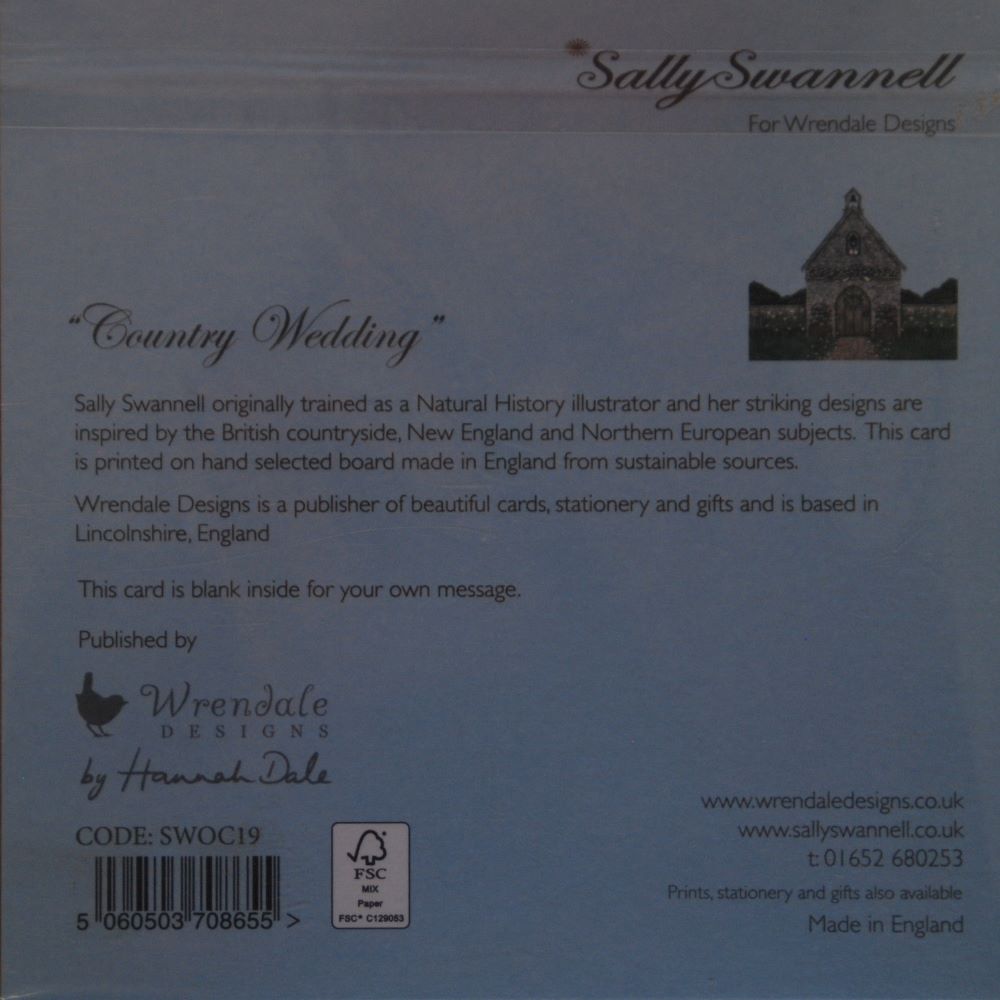 Sally Swannell
For Wrendale Designs
“Country Wedding”
Sally Swannell originally trained as a Natural History illustrator and her striking designs are
inspired by the British countryside, New England and Northern European subjects. This card
is printed on hand selected board made in England from sustainable sources.
Wrendale Designs is a publisher of beautiful cards, stationery and gifts and is based in
Lincolnshire, England
This card is blank inside for your own message.
Published by
Wrendale
DESIGNS
by Hannah Dale
CODE: SWOC19
5 060503 708655 >
FSC
MIX
Paper
FSC® C129053
www.wrendaledesigns.co.uk
www.sallyswannell.co.uk
t: 01652 680253
Prints, stationery and gifts also available
Made in England